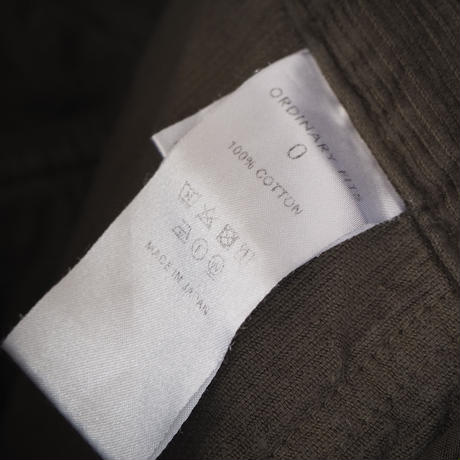 ORDINARY FITS
0
100% COTTON
MADE IN JAPAN